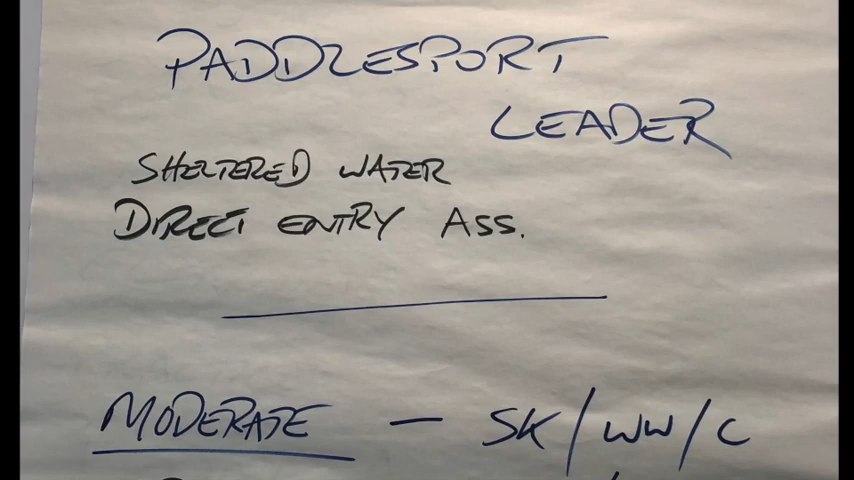 PADDLESPORT
LEADER
SHELTERED WATER
DIRECT ENTRY ASS.
MODERATE — SK/WW/C